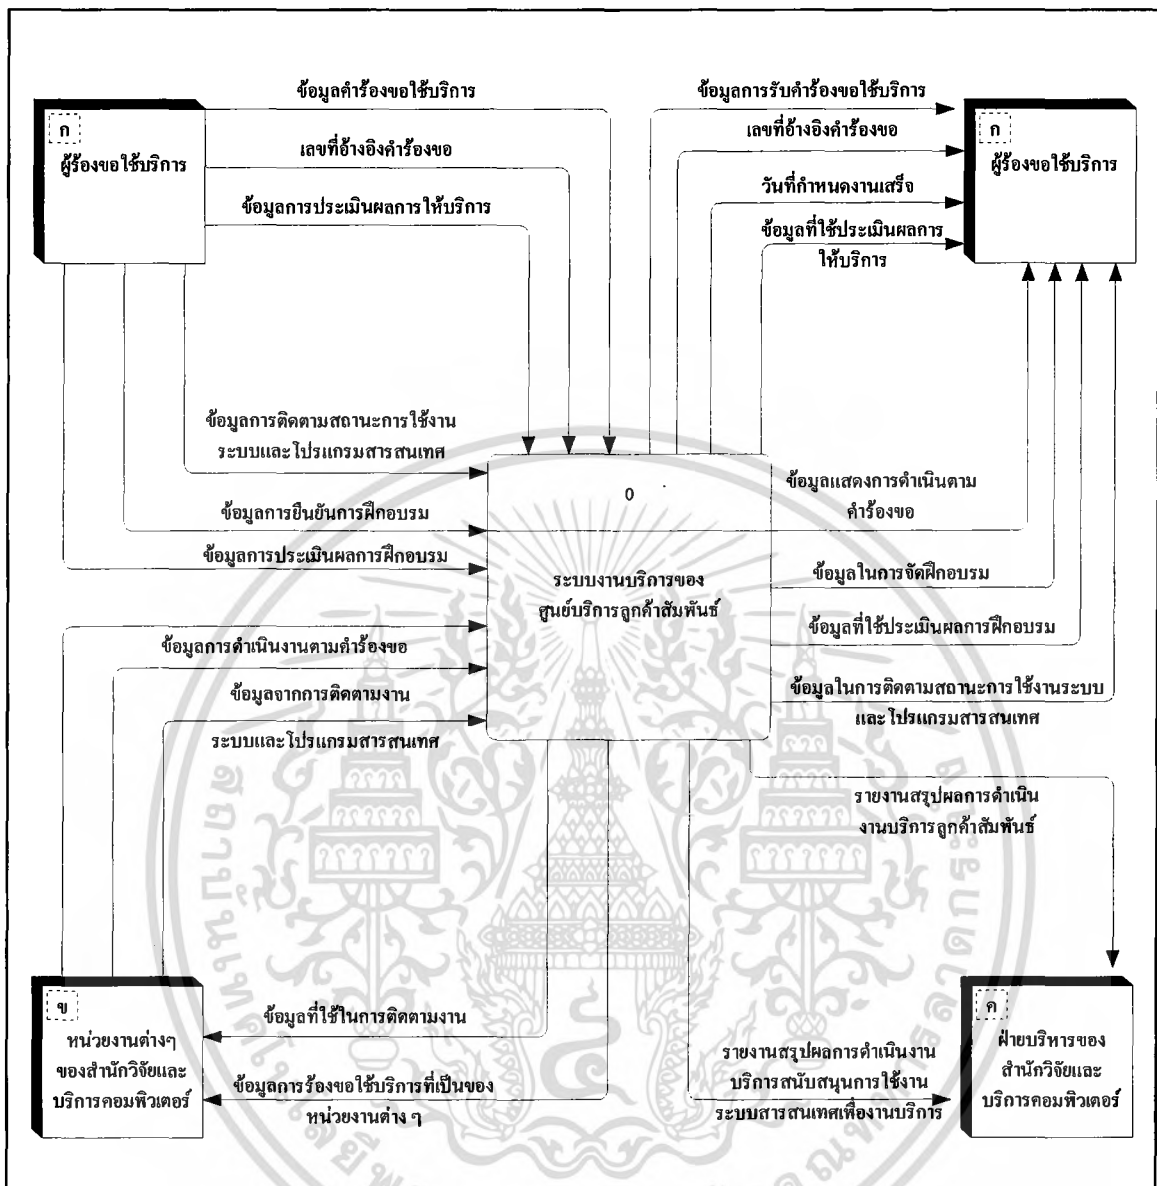 ข้อมูลคำร้องขอใช้บริการ
ข้อมูลการรับคำร้องขอใช้บริการ
ก
ผู้ร้องขอใช้บริการ
เลขที่อ้างอิงคำร้องขอ
ข้อมูลการประเมินผลการให้บริการ
เลขที่อ้างอิงคำร้องขอ
วันที่กำหนดงานเสร็จ
ข้อมูลที่ใช้ประเมินผลการ
ให้บริการ
ก
ผู้ร้องขอใช้บริการ
ข้อมูลการติดตามสถานะการใช้งาน
ระบบและโปรแกรมสารสนเทศ
ข้อมูลการยืนยันการฝึกอบรม
ข้อมูลการประเมินผลการฝึกอบรม
0
ระบบงานบริการของ
ศูนย์บริการลูกค้าสัมพันธ์
ข้อมูลแสดงการดำเนินตาม
คำร้องขอ
ข้อมูลในการจัดฝึกอบรม
ข้อมูลที่ใช้ประเมินผลการฝึกอบรม
ข้อมูลในการติดตามสถานะการใช้งานระบบ
และโปรแกรมสารสนเทศ
ข้อมูลการดำเนินงานตามคำร้องขอ
ข้อมูลจากการติดตามงาน
ระบบและโปรแกรมสารสนเทศ
รายงานสรุปผลการดำเนิน
งานบริการลูกค้าสัมพันธ์
ข
หน่วยงานต่างๆ
ของสำนักวิจัยและ
บริการคอมพิวเตอร์
ข้อมูลที่ใช้ในการติดตามงาน
ข้อมูลการร้องขอใช้บริการที่เป็นของ
หน่วยงานต่าง ๆ
รายงานสรุปผลการดำเนินงาน
บริการสนับสนุนการใช้งาน
ระบบสารสนเทศเพื่องานบริการ
ค
ฝ่ายบริหารของ
สำนักวิจัยและ
บริการคอมพิวเตอร์